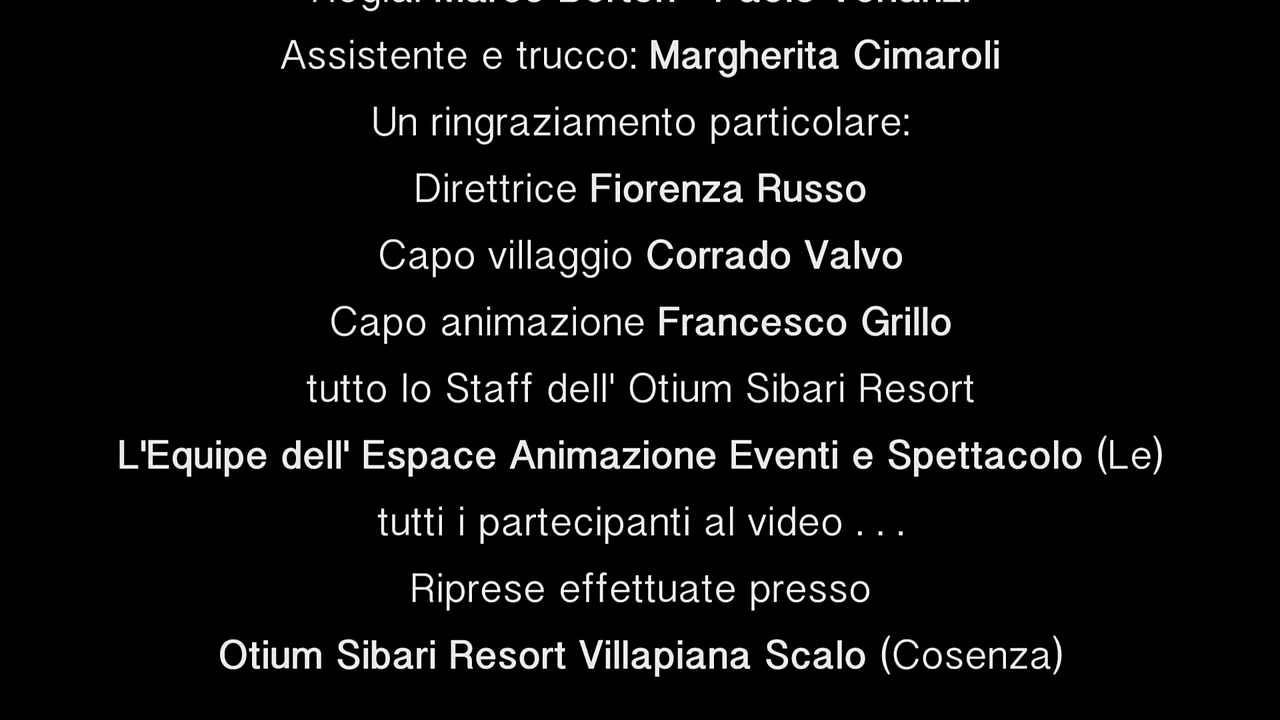 Assistente e trucco: Margherita Cimaroli
Un ringraziamento particolare:
Direttrice Fiorenza Russo
Capo villaggio Corrado Valvo
Capo animazione Francesco Grillo
tutto lo Staff dell' Otium Sibari Resort
L'Equipe dell' Espace Animazione Eventi e Spettacolo (Le)
tutti i partecipanti al video . . .
Riprese effettuate presso
Otium Sibari Resort Villapiana Scalo (Cosenza)